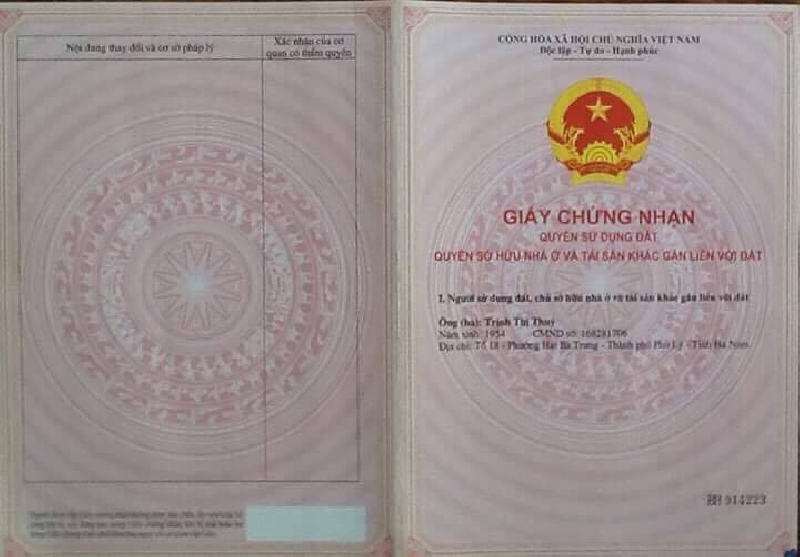 Nội dung thay đổi và cơ sở pháp lý
Xác nhận của cơ
quan có thẩm quyền
CỘNG HÒA XÃ HỘI CHỦ NGHĨA VIỆT NAM
Độc lập - Tự do - Hạnh phúc
GIẤY CHỨNG NHẬN
QUYỀN SỬ DỤNG ĐẤT
QUYỀN SỞ HỮU NHÀ Ở VÀ TÀI SẢN KHÁC GẮN LIỀN VỚI ĐẤT
I. Người sử dụng đất, chủ sở hữu nhà ở và tài sản khác gắn liền với đất
Ông (bà): Trịnh Thị Thuý
Năm sinh: 1954 CMND số: 168281706
Địa chỉ: Tổ 18 - Phường Hai Bà Trưng - Thành phố Phủ Lý - Tỉnh Hà Nam
914223